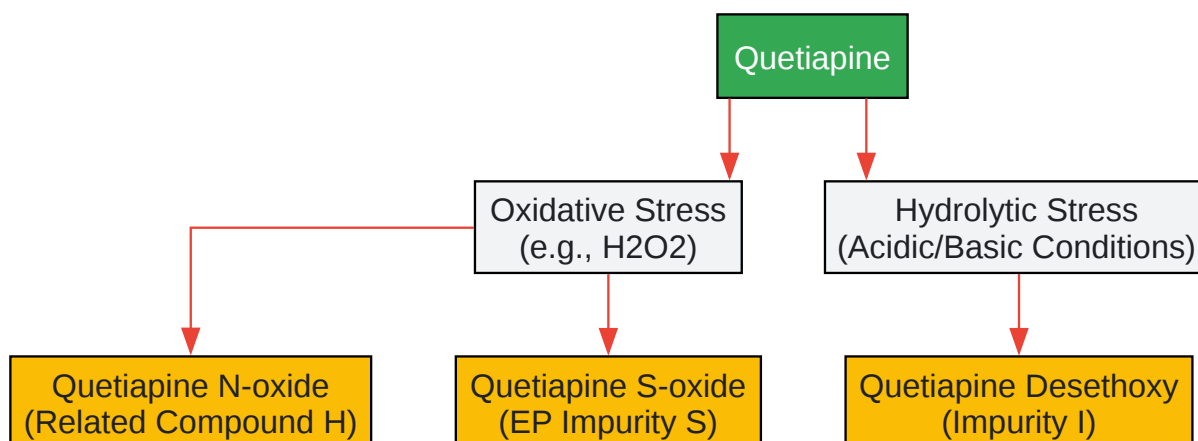 Quetiapine
Oxidative Stress
(e.g., H2O2)
Hydrolytic Stress
(Acidic/Basic Conditions)
Quetiapine N-oxide
(Related Compound H)
Quetiapine S-oxide
(EP Impurity S)
Quetiapine Desethoxy
(Impurity I)